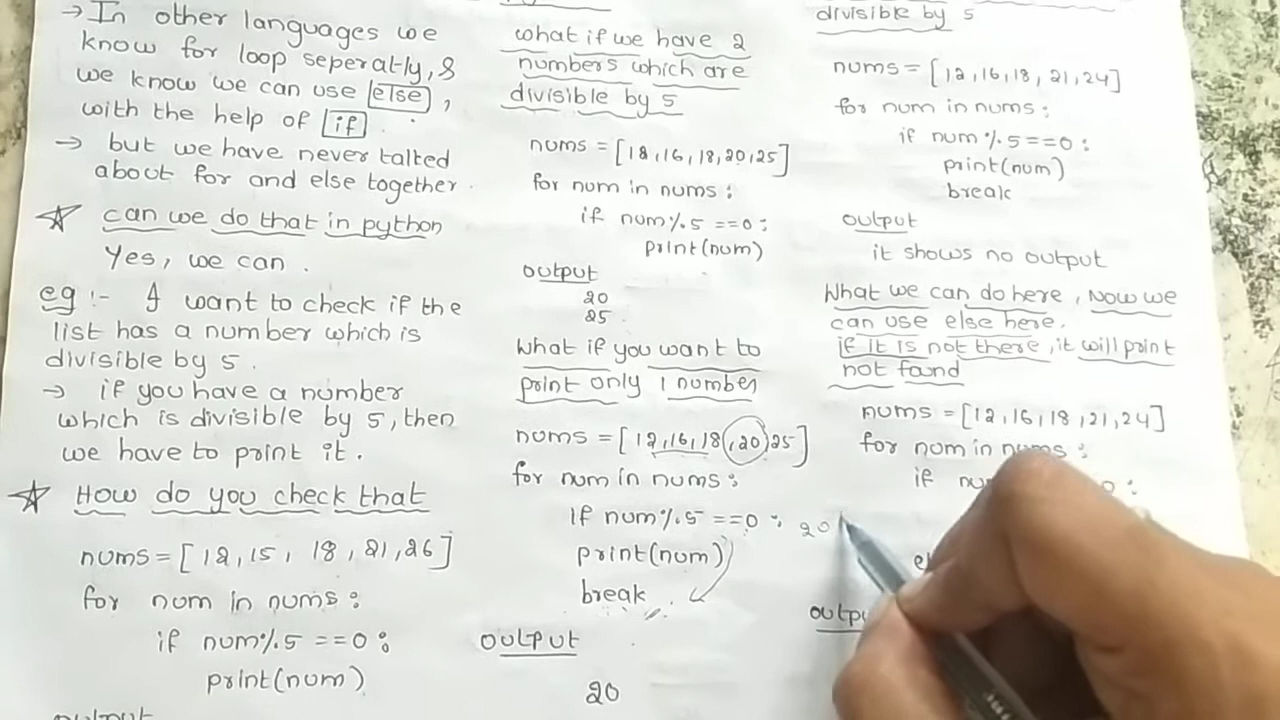 → In other languages we
know for loop seperatly, &
we know we can use else,
with the help of if.
→ but we have never talted
about for and else together.
☆ can we do that in python
Yes, we can.
eg :- I want to check if the
list has a number which is
divisible by 5.
→ if you have a number
which is divisible by 5, then
we have to print it.
☆ How do you check that
nums = [12, 15, 18, 21, 26]
for num in nums :
if num%5 ==0 :
print(num)
output
what if we have 2
numbers which are
divisible by 5
nums = [12,16,18,20,25]
for num in nums :
if num%5 ==0 :
print(num)
output
20
25
What if you want to
print only 1 number
nums = [12,16,18,20,25]
for num in nums :
If num%5 ==0 : 20
print(num)
break
output
20
divisible by 5
nums = [12,16,18,21,24]
for num in nums :
if num%5==0 :
print(num)
break
output
it shows no output
What we can do here, Now we
can use else here.
if it is not there, it will print
not found
nums = [12,16,18,21,24]
for num in nums :
if 0 :